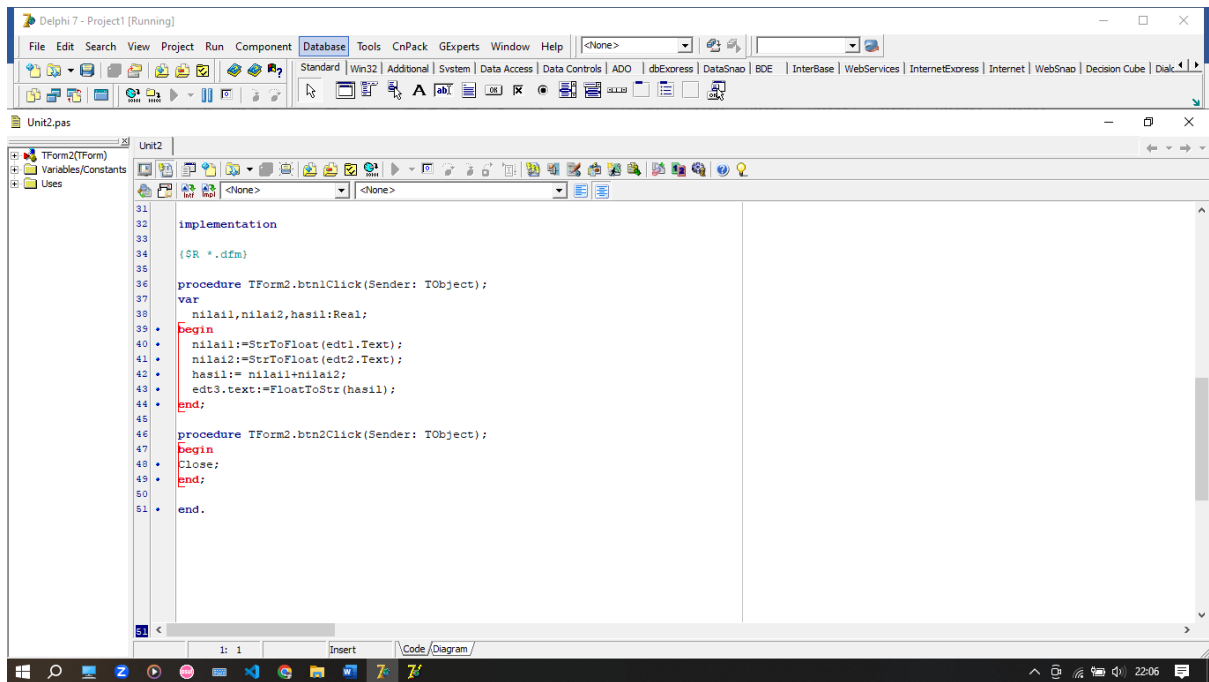 Delphi 7 - Project1 [Running]
File Edit Search View Project Run Component Database Tools CnPack GExperts Window Help <None>
Standard Win32 Additional System Data Access Data Controls ADO dbExpress DataSnap BDE InterBase WebServices InternetExpress Internet WebSnap Decision Cube Dialc
Unit2.pas
Unit2
TForm2(TForm)
Variables/Constants
Uses
<None> <None>
31
32 implementation
33
34 {$R *.dfm}
35
36 procedure TForm2.btn1Click(Sender: TObject);
37 var
38 nilai1,nilai2,hasil:Real;
39 begin
40 nilai1:=StrToFloat(edt1.Text);
41 nilai2:=StrToFloat(edt2.Text);
42 hasil:= nilai1+nilai2;
43 edt3.text:=FloatToStr(hasil);
44 end;
45
46 procedure TForm2.btn2Click(Sender: TObject);
47 begin
48 Close;
49 end;
50
51 end.
51
1: 1 Insert Code Diagram
22:06